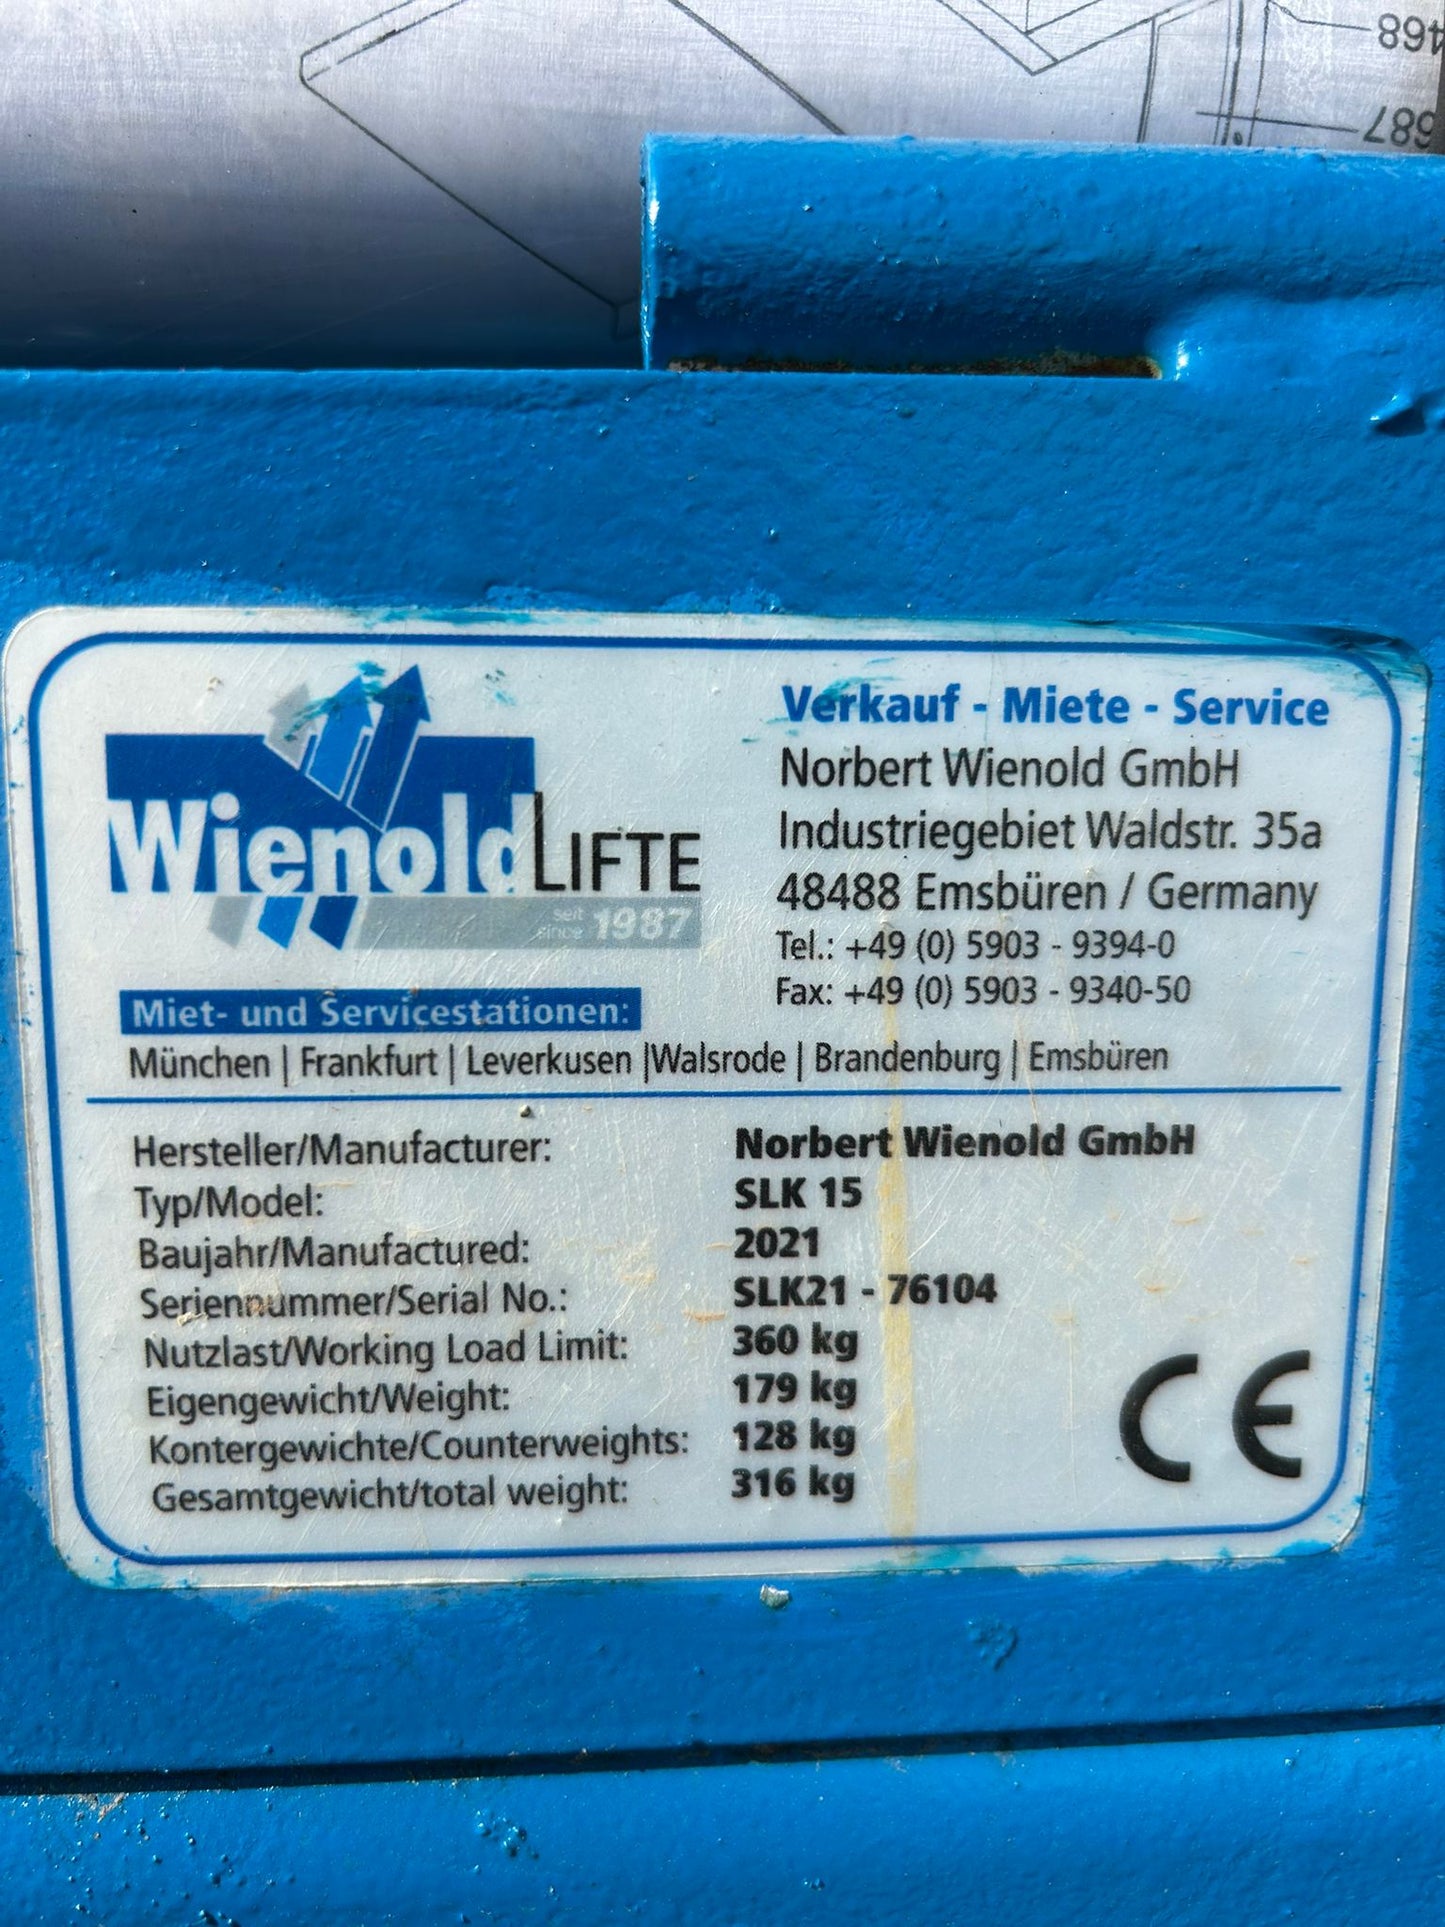 468
687
Wienold LIFTE
seit
since 1987
Verkauf - Miete - Service
Norbert Wienold GmbH
Industriegebiet Waldstr. 35a
48488 Emsbüren / Germany
Tel.: +49 (0) 5903 - 9394-0
Fax: +49 (0) 5903 - 9340-50
Miet- und Servicestationen:
München | Frankfurt | Leverkusen |Walsrode | Brandenburg | Emsbüren
Hersteller/Manufacturer: Norbert Wienold GmbH
Typ/Model: SLK 15
Baujahr/Manufactured: 2021
Seriennummer/Serial No.: SLK21 - 76104
Nutzlast/Working Load Limit: 360 kg
Eigengewicht/Weight: 179 kg
Kontergewichte/Counterweights: 128 kg
Gesamtgewicht/total weight: 316 kg
CE